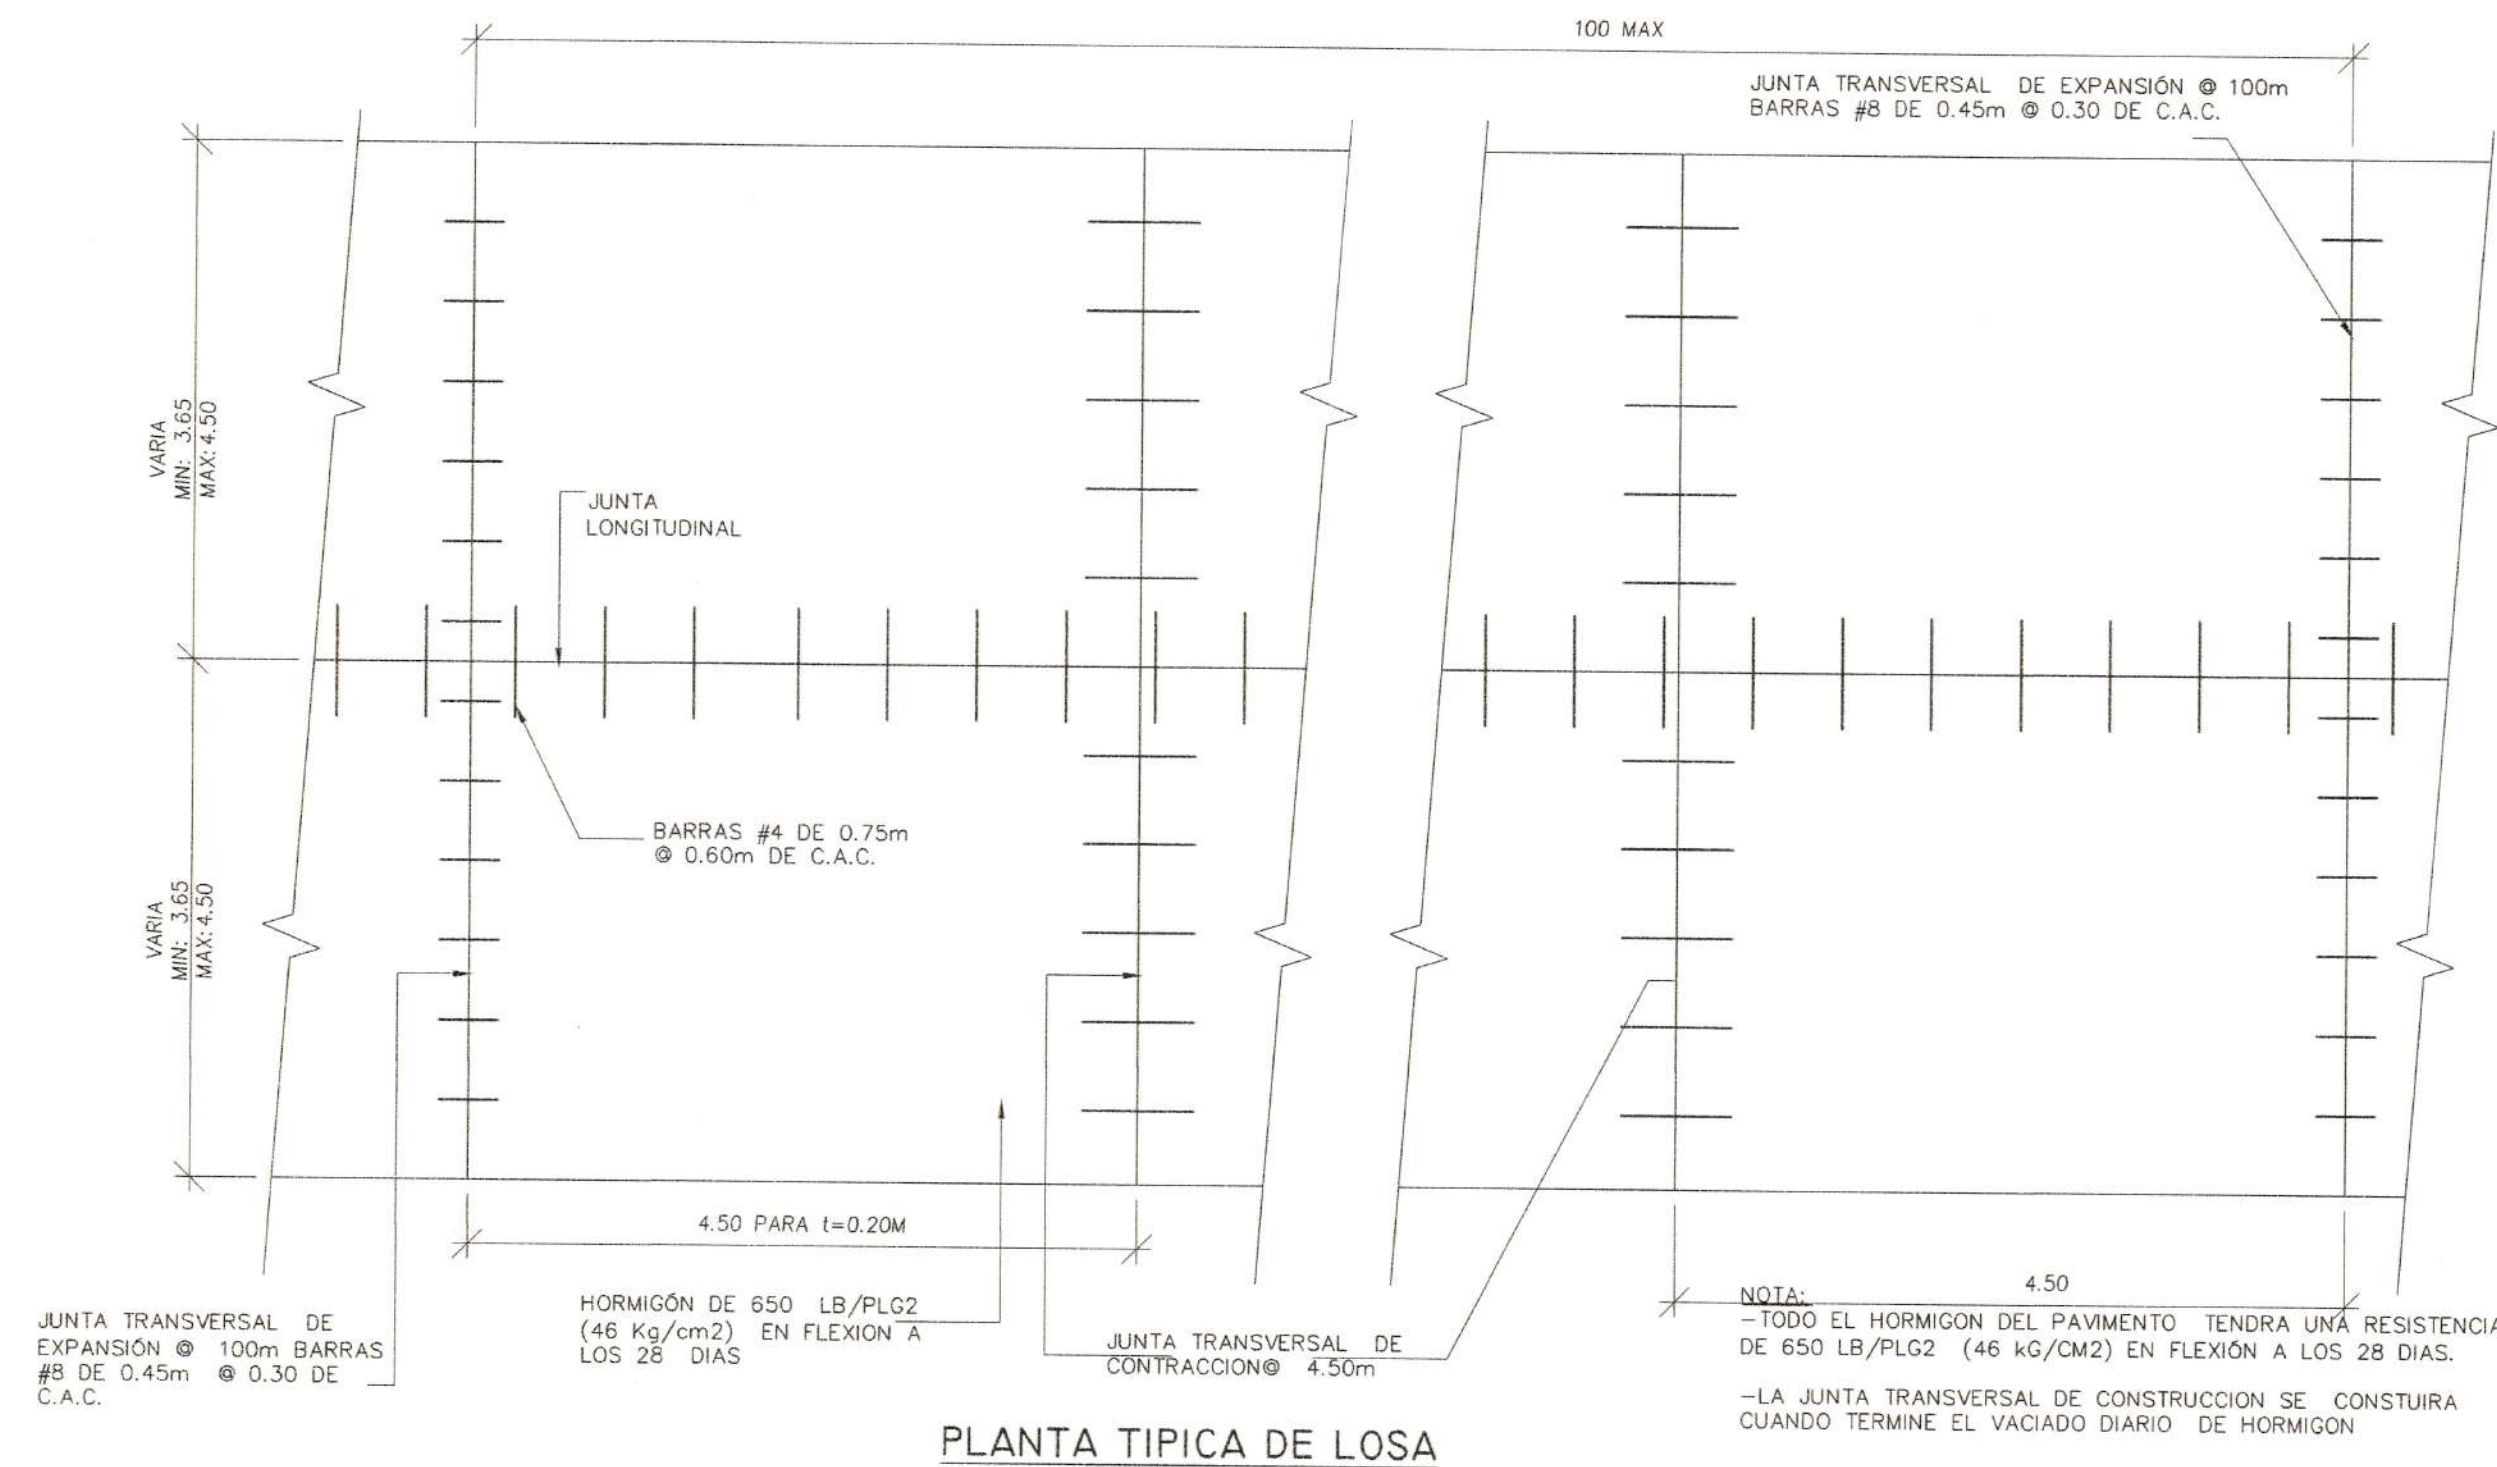 100 MAX
JUNTA TRANSVERSAL DE EXPANSIÓN @ 100m
BARRAS #8 DE 0.45m @ 0.30 DE C.A.C.
VARIA
MIN: 3.65
MAX: 4.50
JUNTA
LONGITUDINAL
BARRAS #4 DE 0.75m
@ 0.60m DE C.A.C.
VARIA
MIN: 3.65
MAX: 4.50
4.50 PARA t=0.20M
4.50
JUNTA TRANSVERSAL DE
EXPANSIÓN @ 100m BARRAS
#8 DE 0.45m @ 0.30 DE
C.A.C.
HORMIGÓN DE 650 LB/PLG2
(46 Kg/cm2) EN FLEXION A
LOS 28 DIAS
JUNTA TRANSVERSAL DE
CONTRACCION@ 4.50m
NOTA:
-TODO EL HORMIGON DEL PAVIMENTO TENDRA UNA RESISTENCIA
DE 650 LB/PLG2 (46 kG/CM2) EN FLEXIÓN A LOS 28 DIAS.
-LA JUNTA TRANSVERSAL DE CONSTRUCCION SE CONSTUIRA
CUANDO TERMINE EL VACIADO DIARIO DE HORMIGON
PLANTA TIPICA DE LOSA